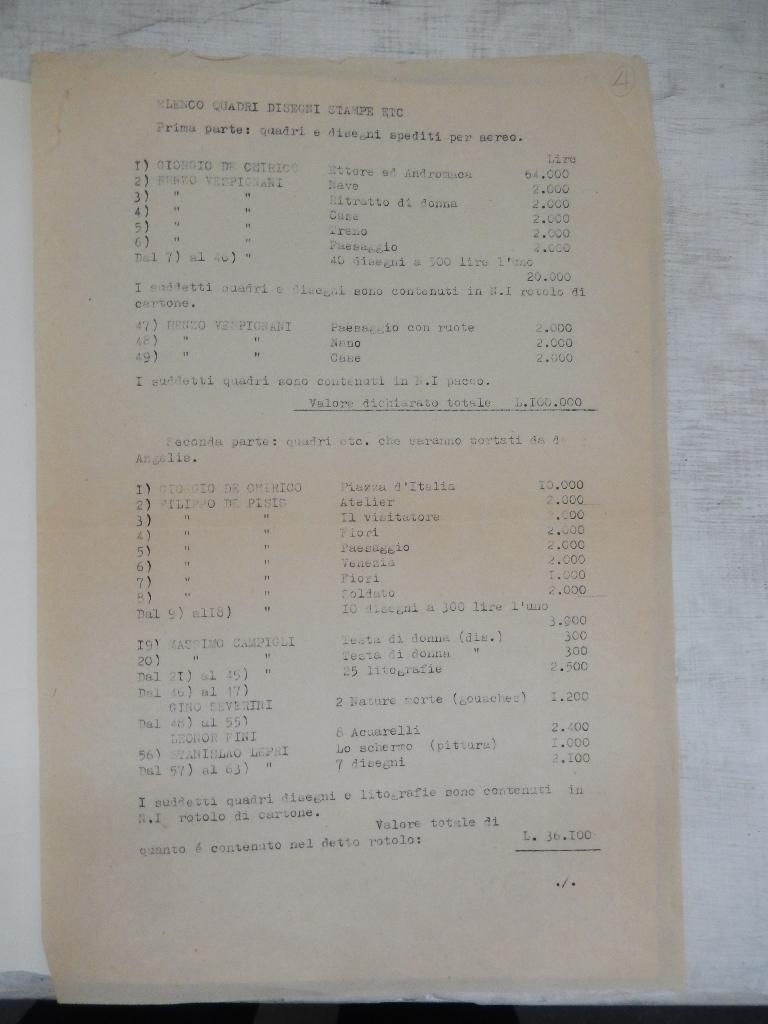 4
ELENCO QUADRI DISEGNI STAMPE ETC
Prima parte: quadri e disegni spediti per aereo.
Lire
I) GIORGIO DE CHIRICO Ettore ed Andromaca 64.000
2) RENZO VESPIGNANI Nave 2.000
3) " " Ritratto di donna 2.000
4) " " Case 2.000
5) " " Treno 2.000
6) " " Paesaggio 2.000
Dal 7) al 46) " 40 disegni a 500 lire l'uno
20.000
I suddetti quadri e disegni sono contenuti in N.I rotolo di
cartone.
47) RENZO VESPIGNANI Paesaggio con ruote 2.000
48) " " Nano 2.000
49) " " Case 2.000
I suddetti quadri sono contenuti in N.I pacco.
Valore dichiarato totale L.I00.000
Seconda parte: quadri etc. che saranno portati da de
Angelis.
I) GIORGIO DE CHIRICO Piazza d'Italia I0.000
2) FILIPPO DE PISIS Atelier 2.000
3) " " Il visitatore .000
4) " " Fiori 2.000
5) " " Paesaggio 2.000
6) " " Venezia 2.000
7) " " Fiori I.000
8) " " Soldato 2.000
Dal 9) alI8) " I0 disegni a 300 lire l'uno
I9) MASSIMO CAMPIGLI Testa di donna (dis.) 300
20) " " Testa di donna " 300
Dal 2I) al 45) " 25 litografie 2.500
Dal 46) al 47)
GINO SEVERINI 2 Nature morte (gouaches) I.200
Dal 48) al 55)
LEONOR FINI 8 Acuarelli 2.400
56) STANISLAO LEPRI Lo schermo (pittura) I.000
Dal 57) al 63) " 7 disegni 2.I00
I suddetti quadri disegni e litografie sono contenuti in
N.I rotolo di cartone.
Valore totale di
quanto é contenuto nel detto rotolo: L. 36.I00
./.